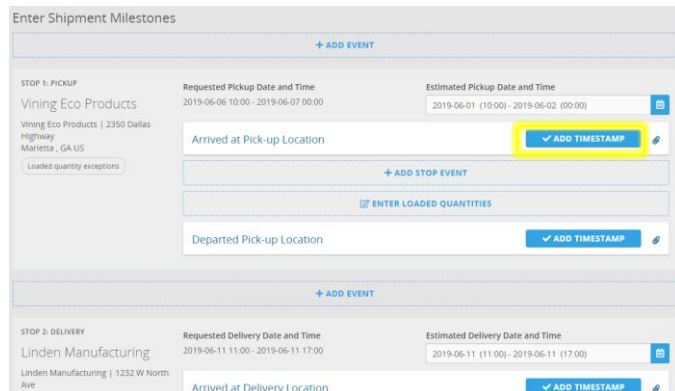 Enter Shipment Milestones
+ ADD EVENT
STOP 1: PICKUP
Vining Eco Products
Vining Eco Products | 2350 Dallas
Highway
Marietta , GA US
Loaded quantity exceptions
Requested Pickup Date and Time
2019-06-06 10:00 - 2019-06-07 00:00
Estimated Pickup Date and Time
2019-06-01 (10:00) - 2019-06-02 (00:00)
Arrived at Pick-up Location
ADD TIMESTAMP
+ ADD STOP EVENT
ENTER LOADED QUANTITIES
Departed Pick-up Location
ADD TIMESTAMP
+ ADD EVENT
STOP 2: DELIVERY
Linden Manufacturing
Linden Manufacturing | 1232 W North
Ave
Requested Delivery Date and Time
2019-06-11 11:00 - 2019-06-11 17:00
Estimated Delivery Date and Time
2019-06-11 (11:00) - 2019-06-11 (17:00)
Arrived at Delivery Location
ADD TIMESTAMP